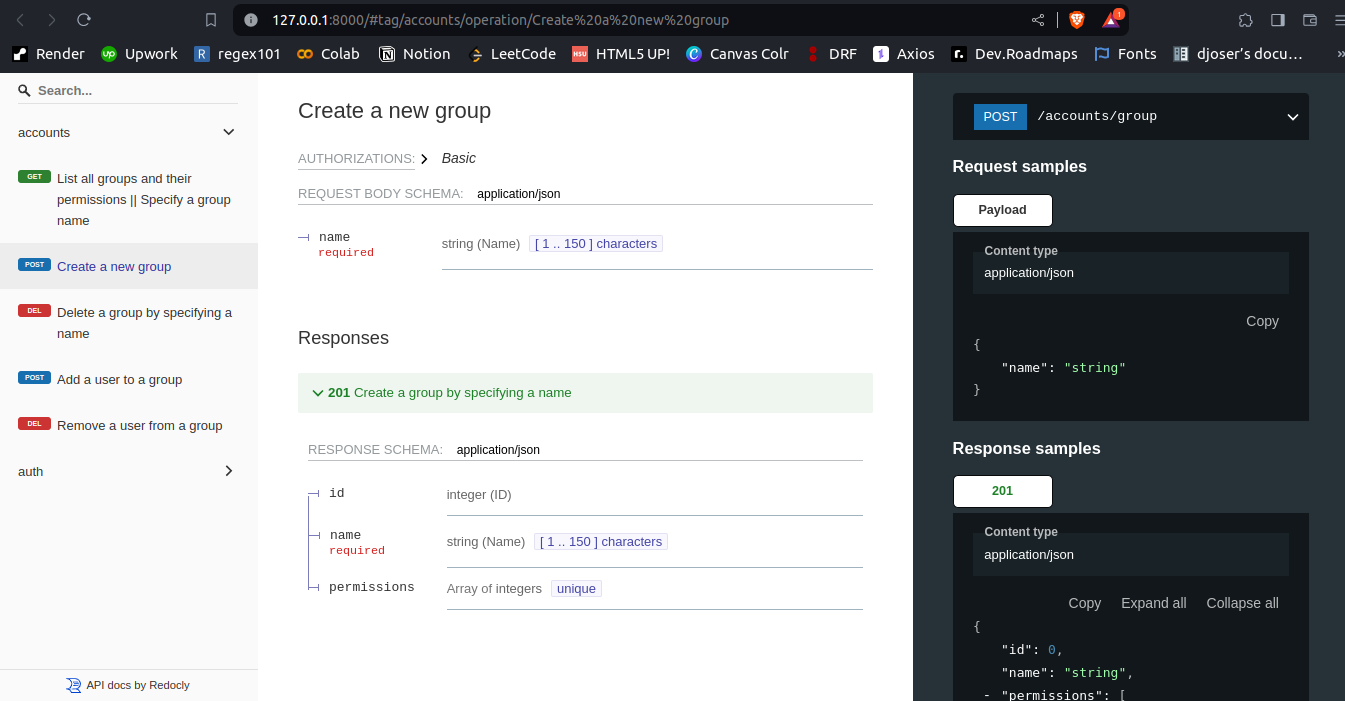 127.0.0.1:8000/#tag/accounts/operation/Create%20a%20new%20group
1
Render
Upwork
regex101
Colab
Notion
LeetCode
HTML5 UP!
Canvas Colr
DRF
Axios
Dev.Roadmaps
Fonts
djoser's docu...
»
Search...
accounts
GET List all groups and their
permissions || Specify a group
name
POST Create a new group
DEL Delete a group by specifying a
name
POST Add a user to a group
DEL Remove a user from a group
auth
API docs by Redocly
Create a new group
AUTHORIZATIONS: Basic
REQUEST BODY SCHEMA: application/json
name
required
string (Name) [ 1 .. 150 ] characters
Responses
201 Create a group by specifying a name
RESPONSE SCHEMA: application/json
id integer (ID)
name
required
string (Name) [ 1 .. 150 ] characters
permissions Array of integers unique
POST /accounts/group
Request samples
Payload
Content type
application/json
Copy
{
"name": "string"
}
Response samples
201
Content type
application/json
Copy Expand all Collapse all
{
"id": 0,
"name": "string",
- "permissions": [